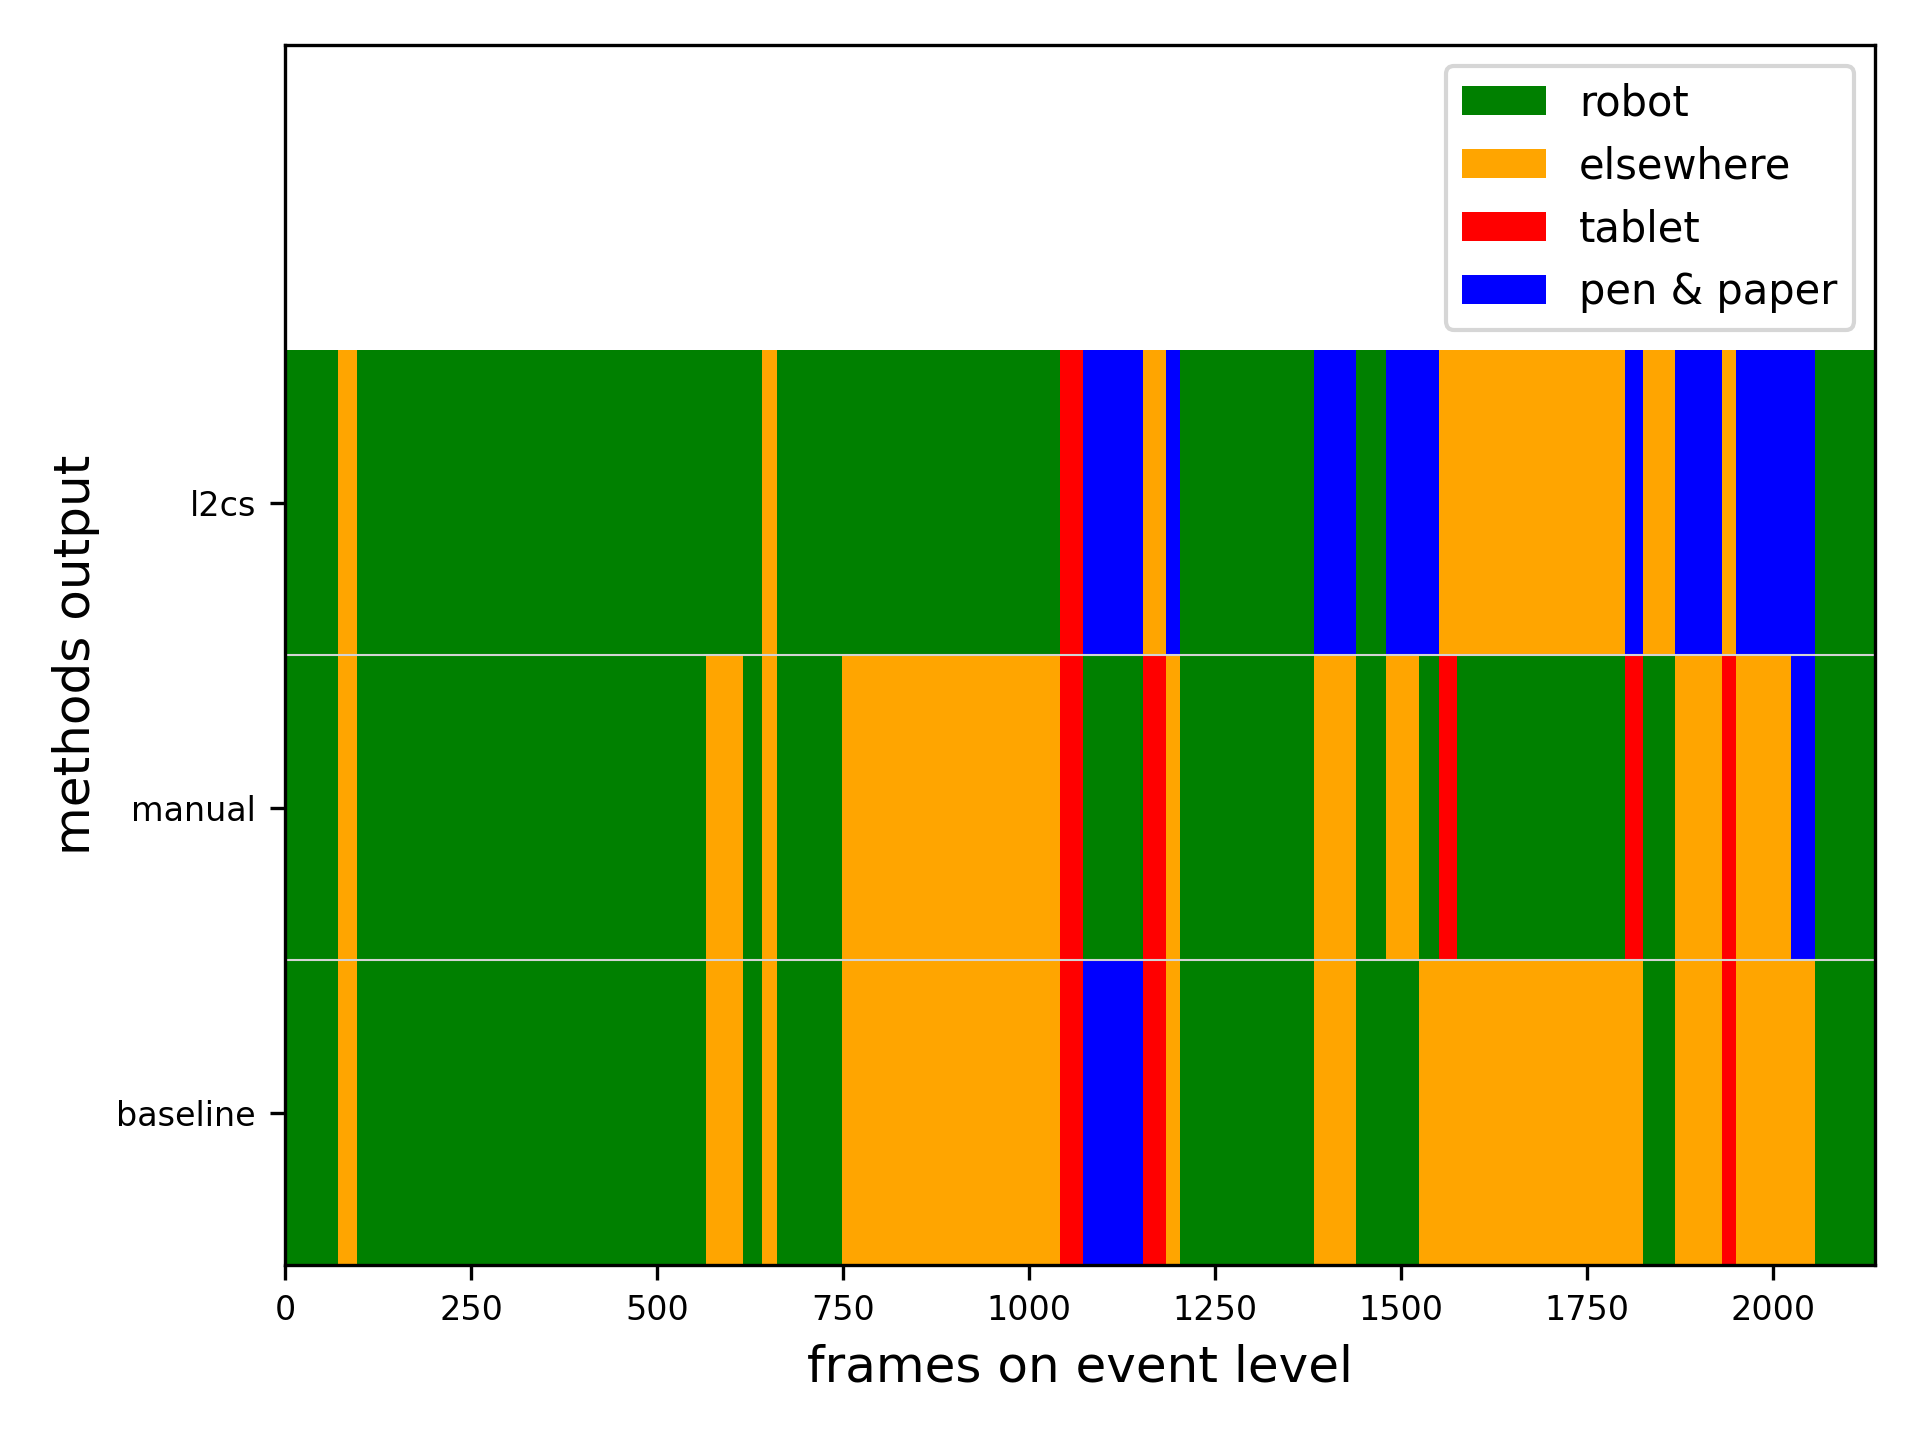 robot
elsewhere
tablet
pen & paper
methods output
l2cs
manual
baseline
0 250 500 750 1000 1250 1500 1750 2000
frames on event level